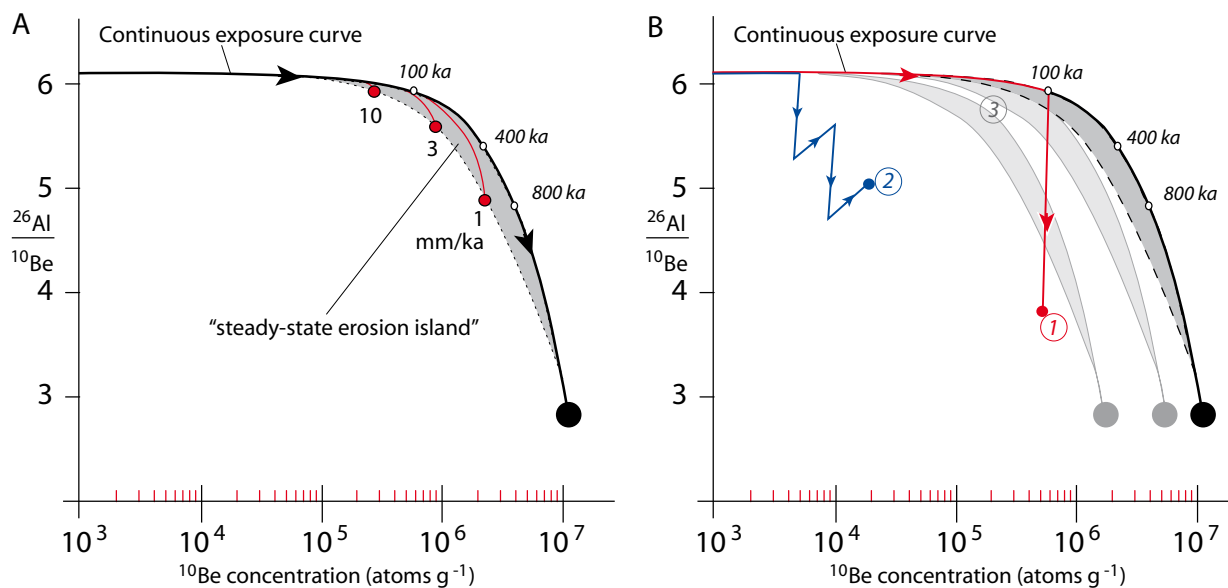 A
Continuous exposure curve
6
5
4
3
26Al
10Be
100 ka
400 ka
800 ka
10
3
1
mm/ka
“steady-state erosion island”
10^3
10^4
10^5
10^6
10^7
10Be concentration (atoms g^-1)
B
Continuous exposure curve
6
5
4
3
26Al
10Be
100 ka
400 ka
800 ka
3
2
1
10^3
10^4
10^5
10^6
10^7
10Be concentration (atoms g^-1)